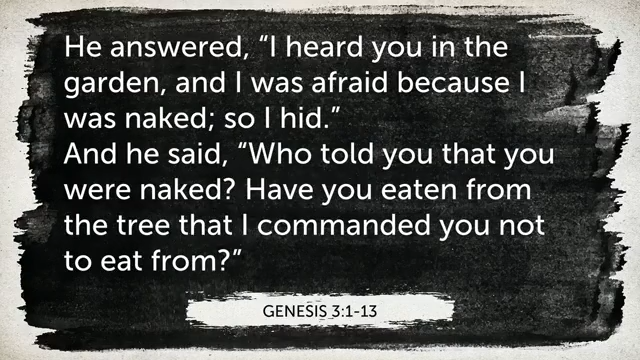 He answered, “I heard you in the
garden, and I was afraid because I
was naked; so I hid.”
And he said, “Who told you that you
were naked? Have you eaten from
the tree that I commanded you not
to eat from?”
GENESIS 3:1-13